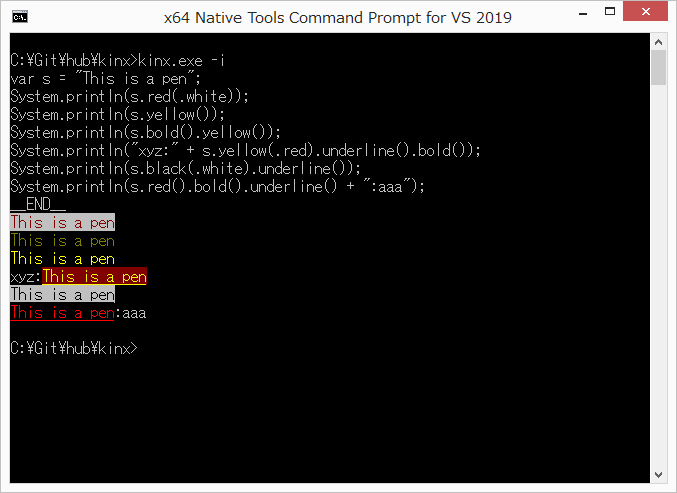 x64 Native Tools Command Prompt for VS 2019
C:¥Git¥hub¥kinx>kinx.exe -i
var s = "This is a pen";
System.println(s.red(.white));
System.println(s.yellow());
System.println(s.bold().yellow());
System.println("xyz:" + s.yellow(.red).underline().bold());
System.println(s.black(.white).underline());
System.println(s.red().bold().underline() + ":aaa");
__END__
This is a pen
This is a pen
This is a pen
xyz:This is a pen
This is a pen
This is a pen:aaa
C:¥Git¥hub¥kinx>